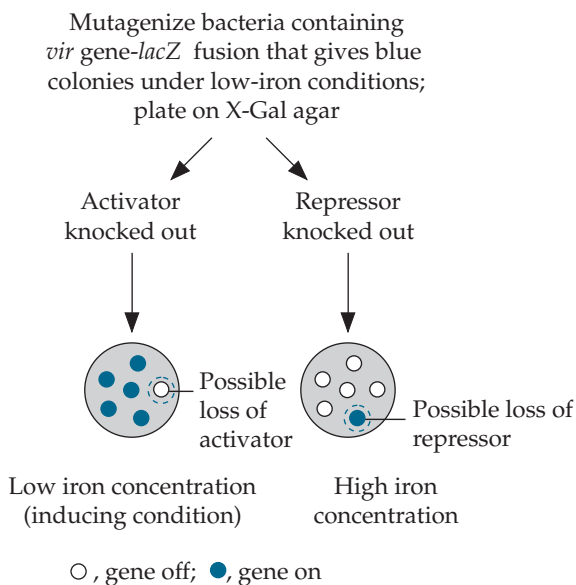 Mutagenize bacteria containing
vir gene-lacZ fusion that gives blue
colonies under low-iron conditions;
plate on X-Gal agar
Activator
knocked out
Repressor
knocked out
Possible
loss of
activator
Possible loss of
repressor
Low iron concentration
(inducing condition)
High iron
concentration
, gene off; , gene on